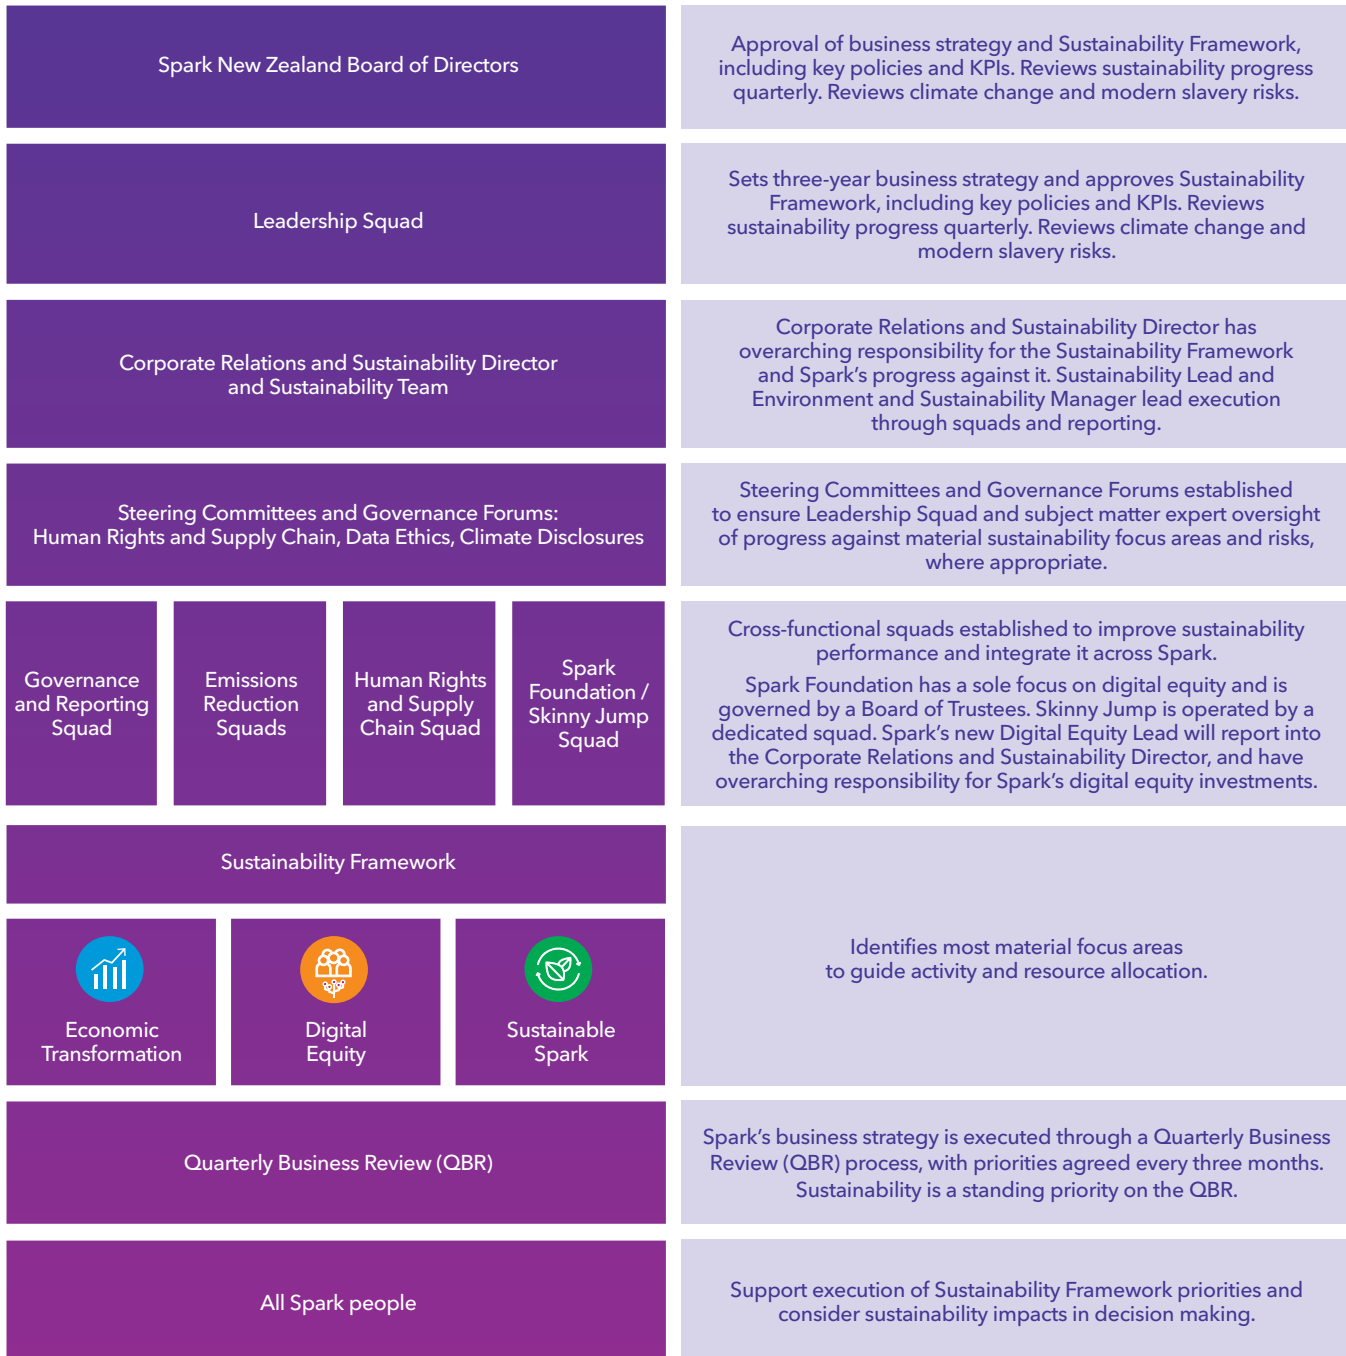 Spark New Zealand Board of Directors
Approval of business strategy and Sustainability Framework,
including key policies and KPIs. Reviews sustainability progress
quarterly. Reviews climate change and modern slavery risks.
Leadership Squad
Sets three-year business strategy and approves Sustainability
Framework, including key policies and KPIs. Reviews
sustainability progress quarterly. Reviews climate change and
modern slavery risks.
Corporate Relations and Sustainability Director
and Sustainability Team
Corporate Relations and Sustainability Director has
overarching responsibility for the Sustainability Framework
and Spark’s progress against it. Sustainability Lead and
Environment and Sustainability Manager lead execution
through squads and reporting.
Steering Committees and Governance Forums:
Human Rights and Supply Chain, Data Ethics, Climate Disclosures
Steering Committees and Governance Forums established
to ensure Leadership Squad and subject matter expert oversight
of progress against material sustainability focus areas and risks,
where appropriate.
Governance
and Reporting
Squad
Emissions
Reduction
Squads
Human Rights
and Supply
Chain Squad
Spark
Foundation /
Skinny Jump
Squad
Cross-functional squads established to improve sustainability
performance and integrate it across Spark.
Spark Foundation has a sole focus on digital equity and is
governed by a Board of Trustees. Skinny Jump is operated by a
dedicated squad. Spark’s new Digital Equity Lead will report into
the Corporate Relations and Sustainability Director, and have
overarching responsibility for Spark’s digital equity investments.
Sustainability Framework
Economic
Transformation
Digital
Equity
Sustainable
Spark
Identifies most material focus areas
to guide activity and resource allocation.
Quarterly Business Review (QBR)
Spark’s business strategy is executed through a Quarterly Business
Review (QBR) process, with priorities agreed every three months.
Sustainability is a standing priority on the QBR.
All Spark people
Support execution of Sustainability Framework priorities and
consider sustainability impacts in decision making.